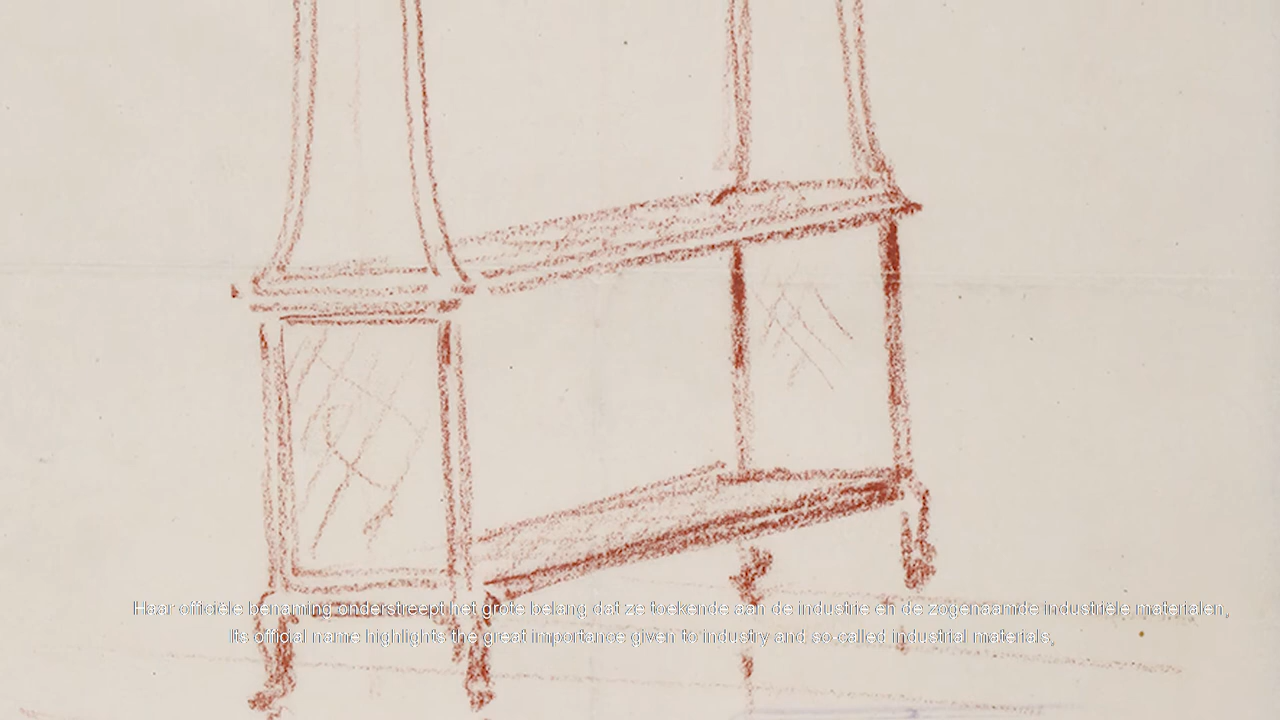 Haar officiële benaming onderstreept het grote belang dat ze toekende aan de industrie en de zogenaamde industriële materialen,
Its official name highlights the great importance given to industry and so-called industrial materials,